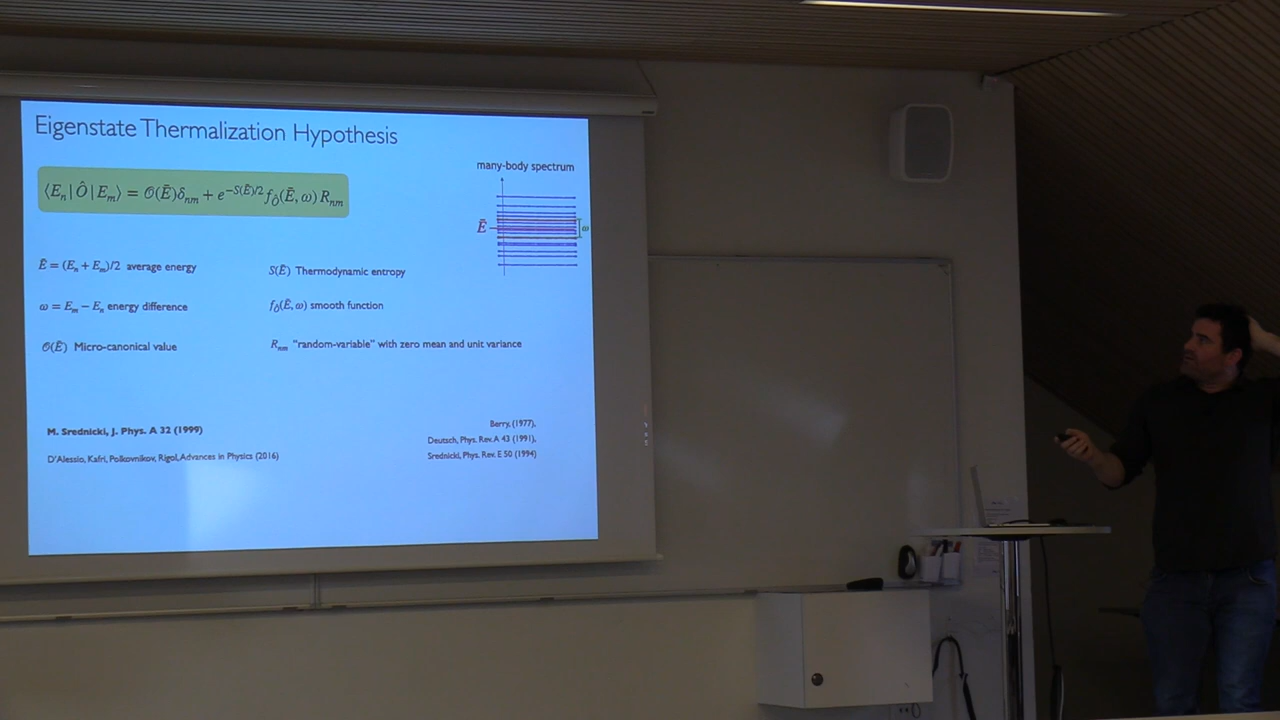 Eigenstate Thermalization Hypothesis
many-body spectrum
⟨E_n|Ô|E_m⟩ = 𝒪(Ē)δ_nm + e^{-S(Ē)/2} f_Ô(Ē, ω) R_nm
Ē
ω
Ē = (E_n + E_m)/2 average energy
S(Ē) Thermodynamic entropy
ω = E_m − E_n energy difference
f_Ô(Ē, ω) smooth function
𝒪(Ē) Micro-canonical value
R_nm "random-variable" with zero mean and unit variance
M. Srednicki, J. Phys. A 32 (1999)
D'Alessio, Kafri, Polkovnikov, Rigol, Advances in Physics (2016)
Berry, (1977),
Deutsch, Phys. Rev. A 43 (1991),
Srednicki, Phys. Rev. E 50 (1994)